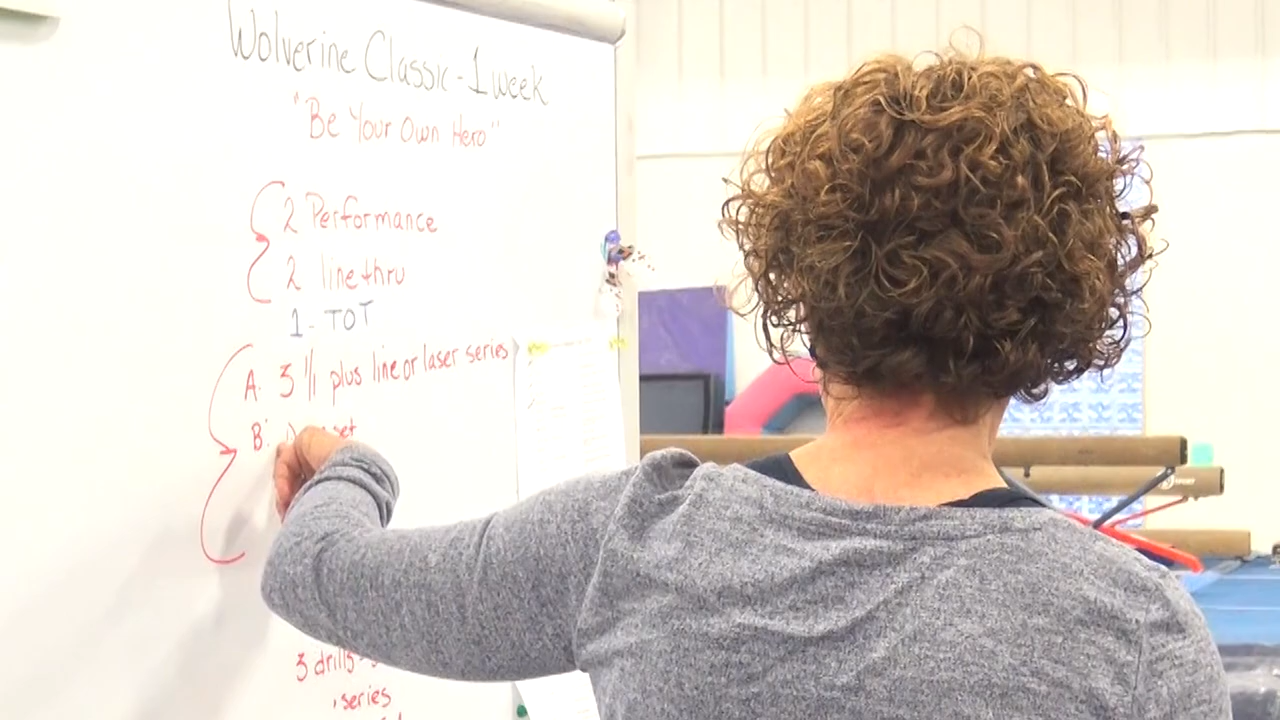 Wolverine Classic - 1 week
"Be Your Own Hero"
2 Performance
2 line thru
1 - TOT
A. 3 1/1 plus line or laser series
B: set
3 drills
series